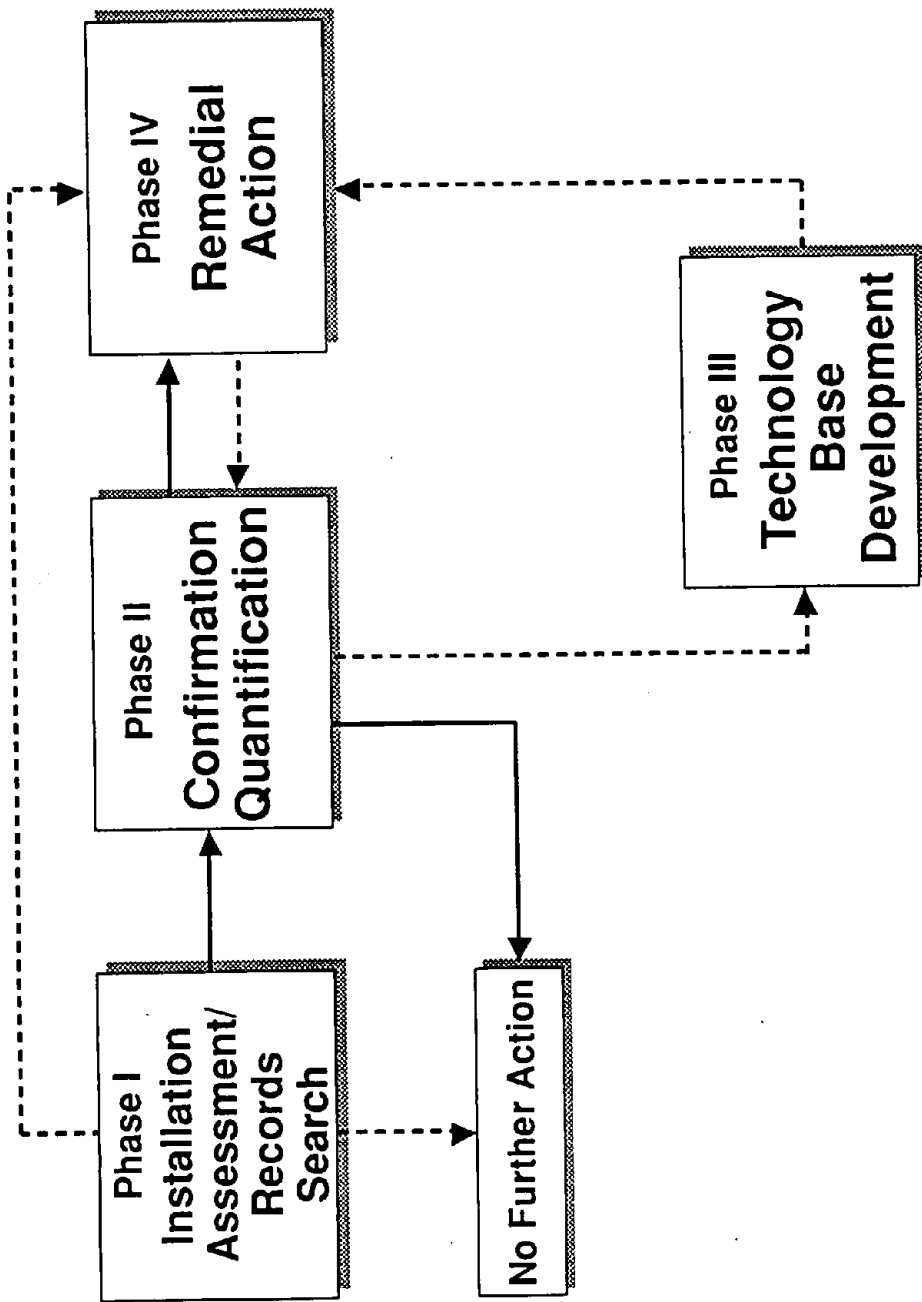 Phase I
Installation
Assessment/
Records
Search
Phase II
Confirmation
Quantification
Phase IV
Remedial
Action
No Further Action
Phase III
Technology
Base
Development